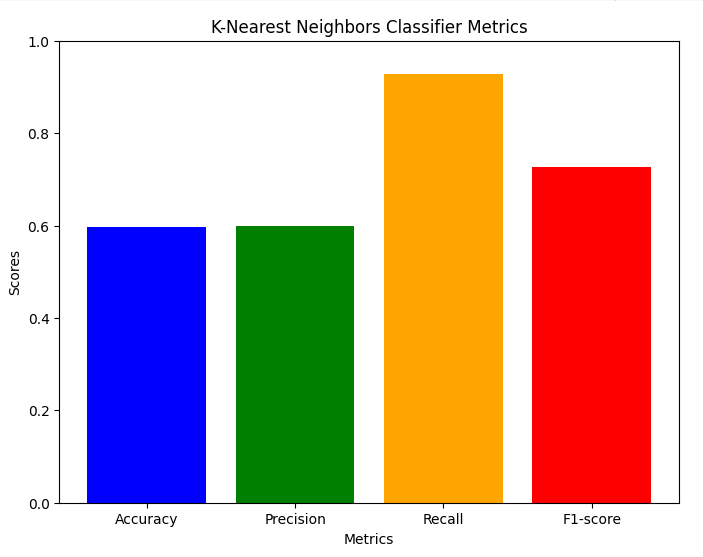 K-Nearest Neighbors Classifier Metrics
1.0
0.8
0.6
0.4
0.2
0.0
Scores
Accuracy Precision Recall F1-score
Metrics